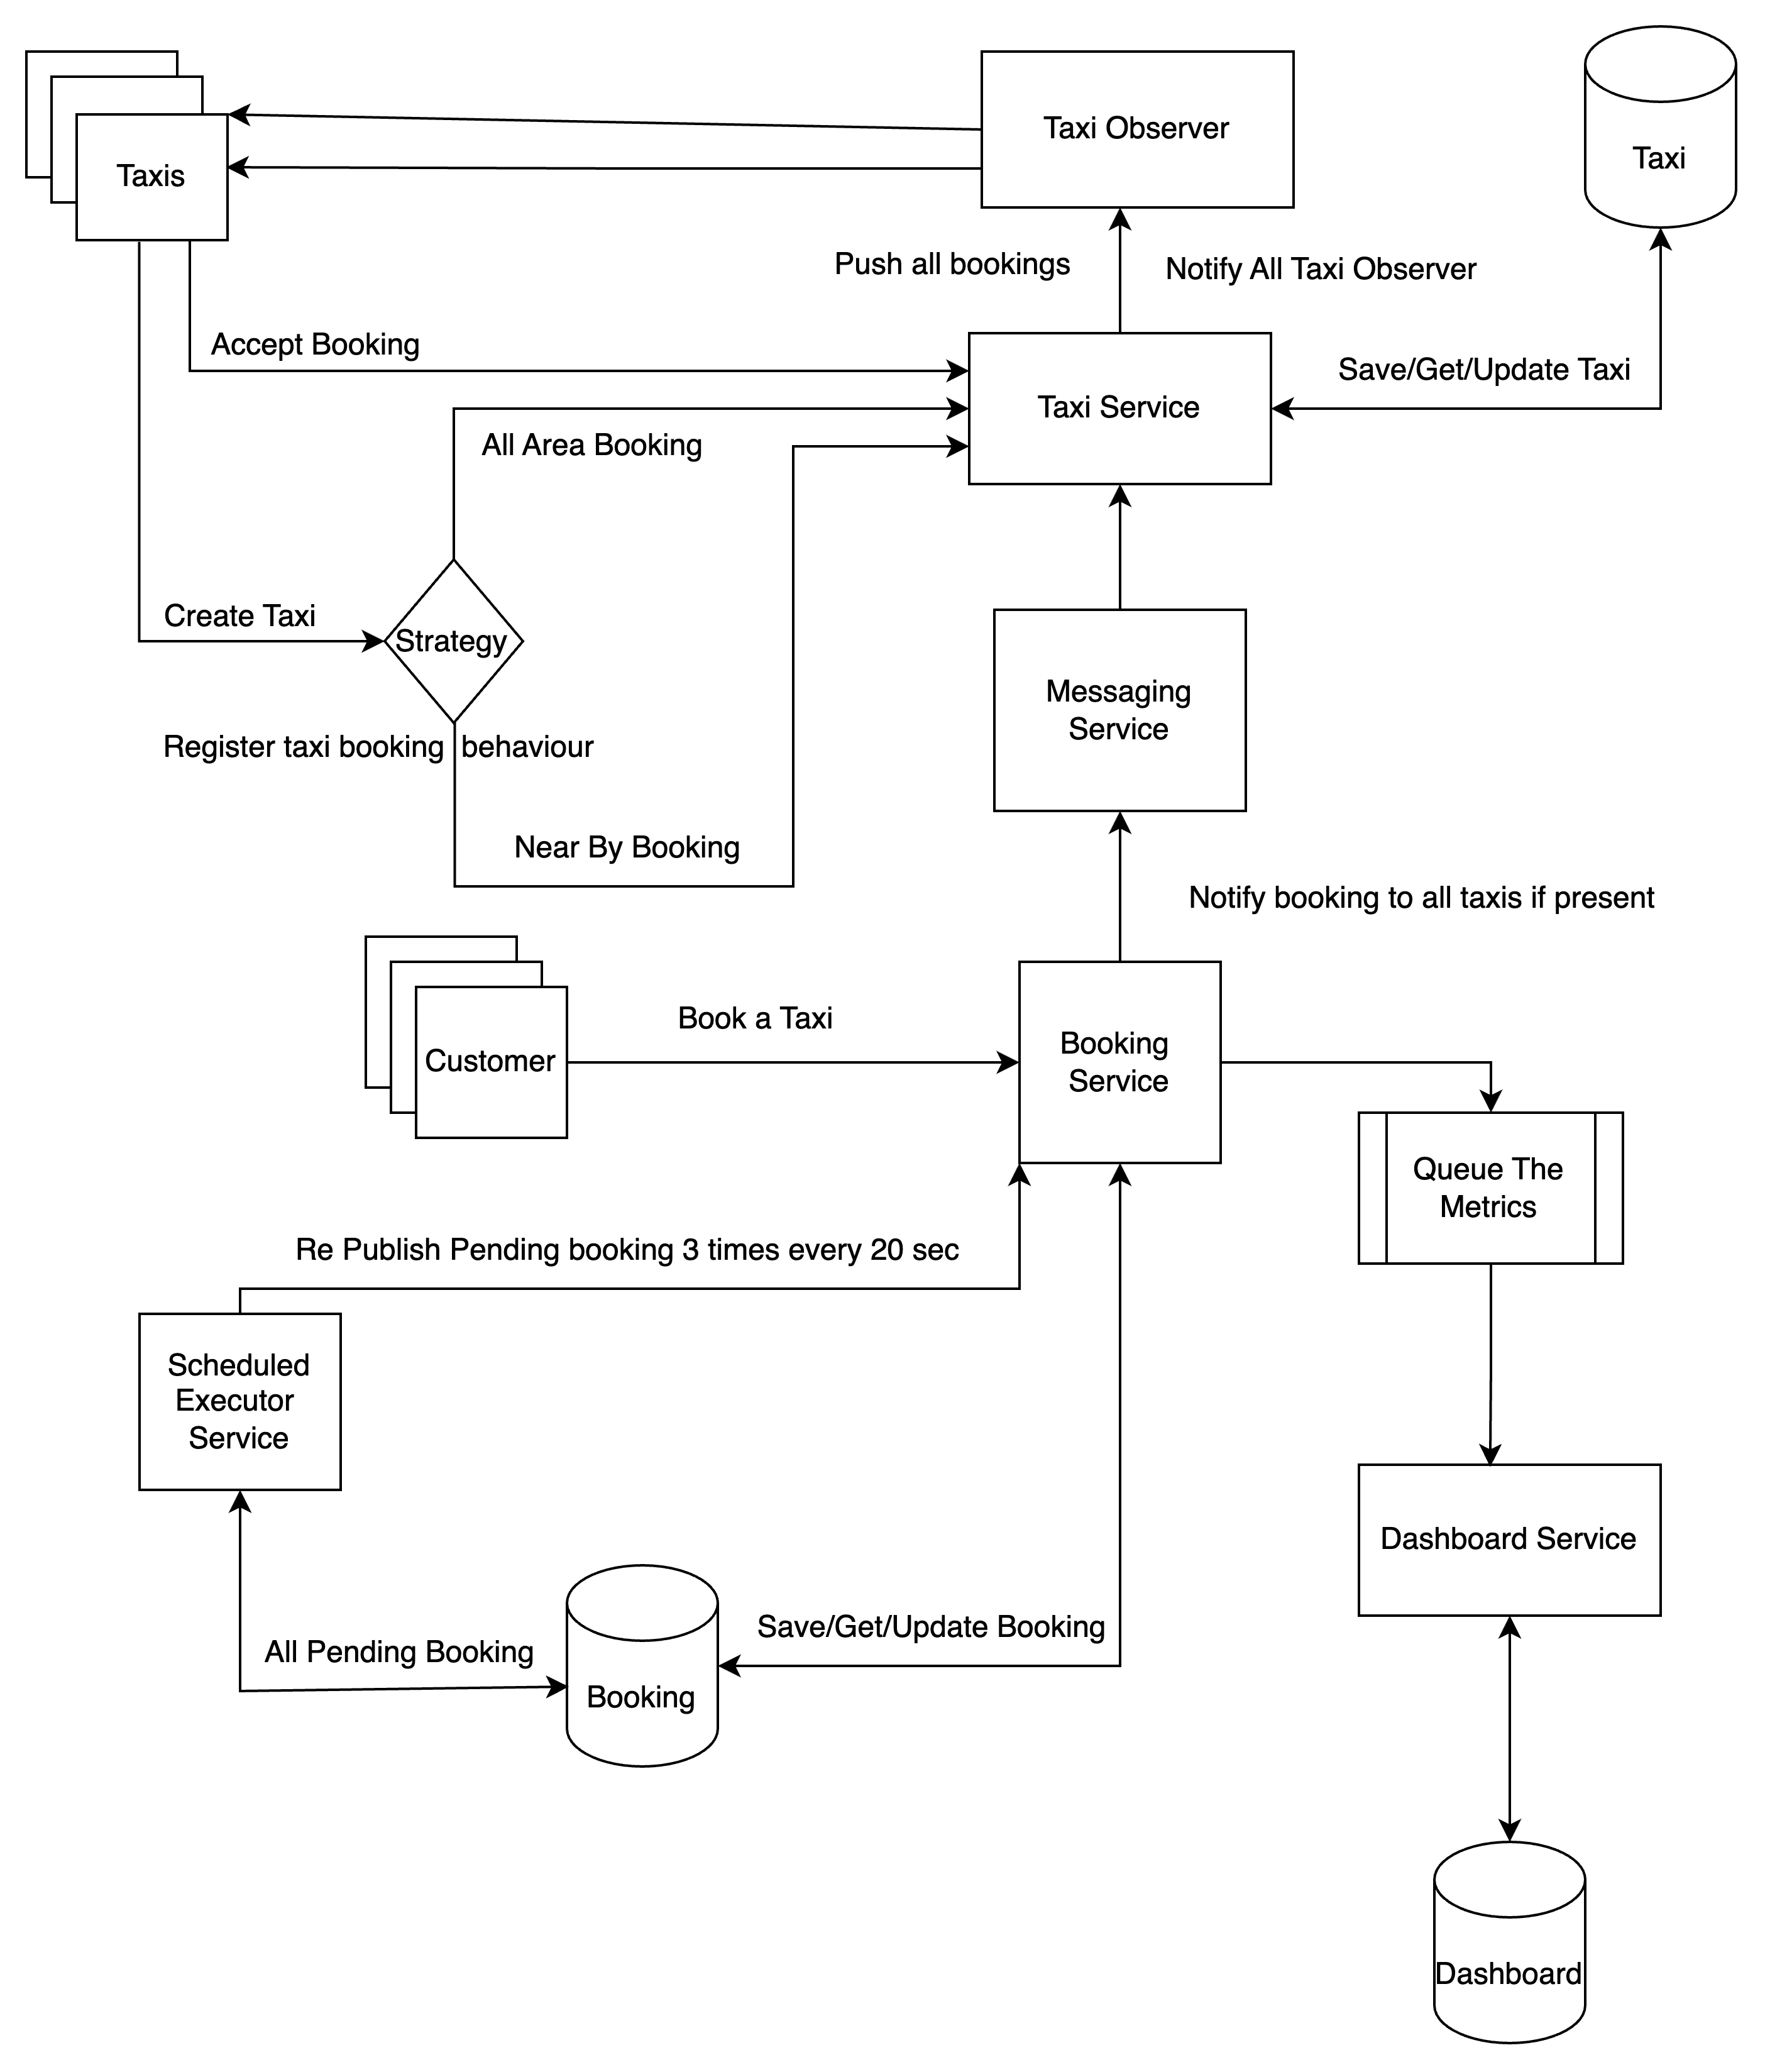 Taxi Observer
Taxi
Taxis
Push all bookings
Notify All Taxi Observer
Accept Booking
Save/Get/Update Taxi
Taxi Service
All Area Booking
Create Taxi
Strategy
Messaging
Service
Register taxi booking behaviour
Near By Booking
Notify booking to all taxis if present
Book a Taxi
Customer
Booking
Service
Queue The
Metrics
Re Publish Pending booking 3 times every 20 sec
Scheduled
Executor
Service
Dashboard Service
Save/Get/Update Booking
All Pending Booking
Booking
Dashboard